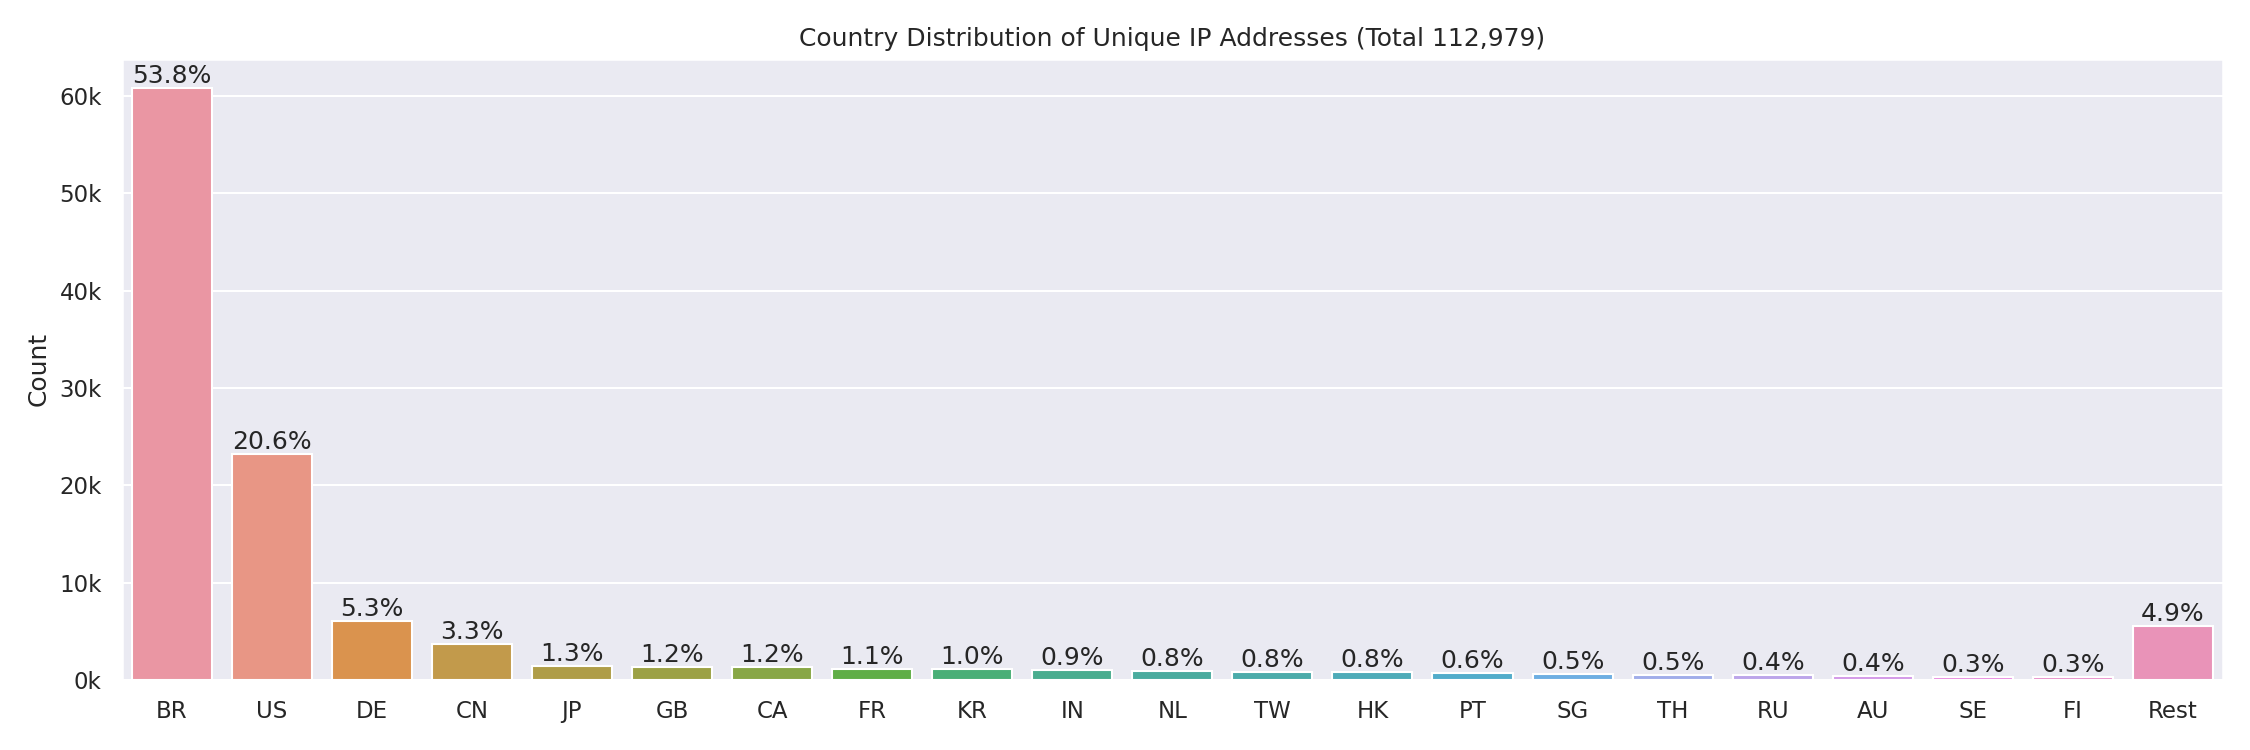 Country Distribution of Unique IP Addresses (Total 112,979)
Count
60k
50k
40k
30k
20k
10k
0k
53.8%
20.6%
5.3%
3.3%
1.3%
1.2%
1.2%
1.1%
1.0%
0.9%
0.8%
0.8%
0.8%
0.6%
0.5%
0.5%
0.4%
0.4%
0.3%
0.3%
4.9%
BR US DE CN JP GB CA FR KR IN NL TW HK PT SG TH RU AU SE FI Rest